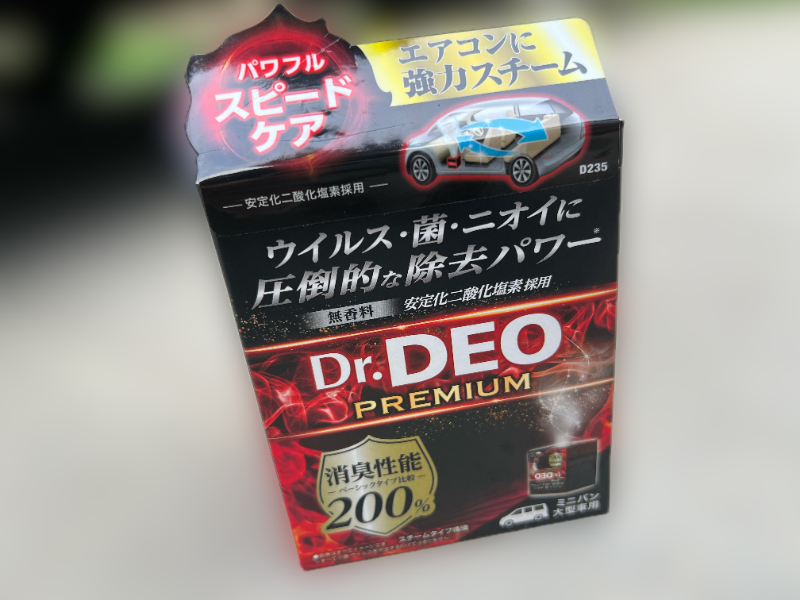 パワフル
スピード
ケア
エアコンに
強力スチーム
D235
安定化二酸化塩素採用
ウイルス・菌・ニオイに
圧倒的な除去パワー※
無香料 安定化二酸化塩素採用
Dr.DEO
PREMIUM
消臭性能
ベーシックタイプ比較
200%
ミニバン
大型車用